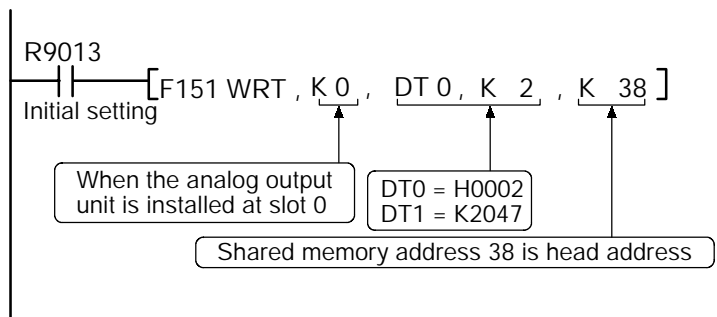 R9013
F151 WRT , K 0 , DT 0, K 2 , K 38
Initial setting
When the analog output
unit is installed at slot 0
DT0 = H0002
DT1 = K2047
Shared memory address 38 is head address